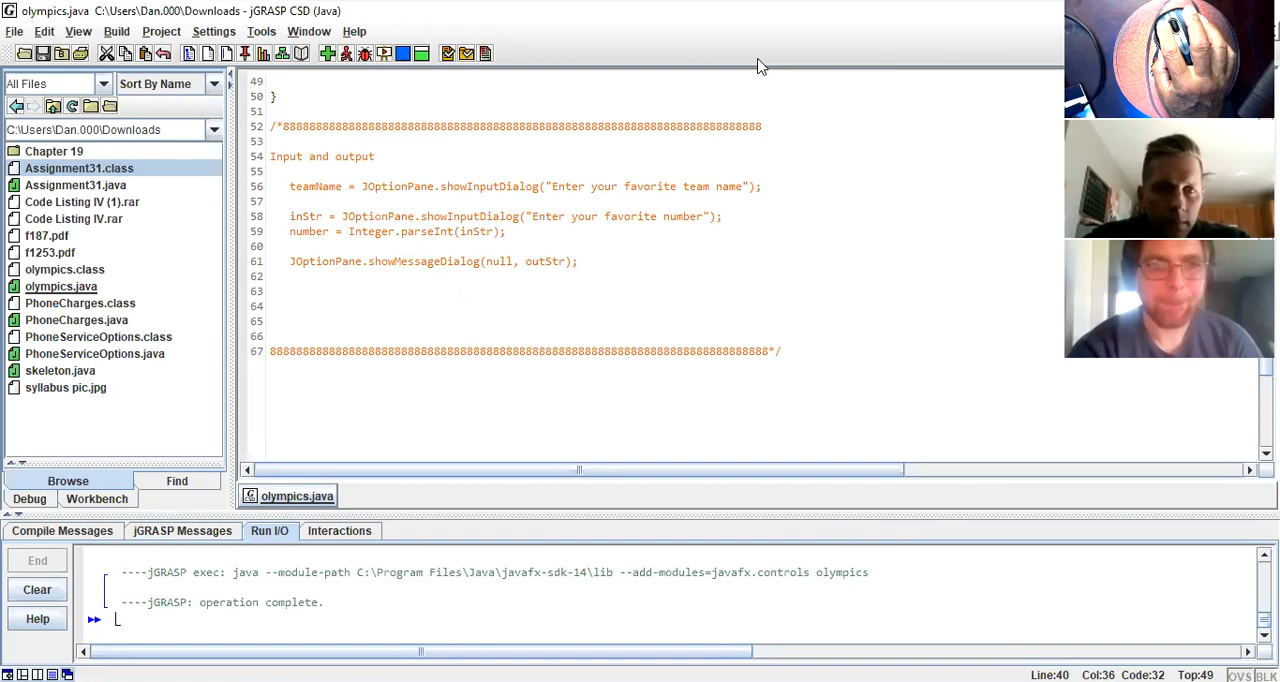 olympics.java C:\Users\Dan.000\Downloads - jGRASP CSD (Java)
File Edit View Build Project Settings Tools Window Help
All Files Sort By Name
C:\Users\Dan.000\Downloads
Chapter 19
Assignment31.class
Assignment31.java
Code Listing IV (1).rar
Code Listing IV.rar
f187.pdf
f1253.pdf
olympics.class
olympics.java
PhoneCharges.class
PhoneCharges.java
PhoneServiceOptions.class
PhoneServiceOptions.java
skeleton.java
syllabus pic.jpg
Browse Find
Debug Workbench
49
50 }
51
52 /*8888888888888888888888888888888888888888888888888888888888888888888888888
53
54 Input and output
55
56 teamName = JOptionPane.showInputDialog("Enter your favorite team name");
57
58 inStr = JOptionPane.showInputDialog("Enter your favorite number");
59 number = Integer.parseInt(inStr);
60
61 JOptionPane.showMessageDialog(null, outStr);
62
63
64
65
66
67 8888888888888888888888888888888888888888888888888888888888888888888888888888*/
olympics.java
Compile Messages jGRASP Messages Run I/O Interactions
End
Clear
Help
----jGRASP exec: java --module-path C:\Program Files\Java\javafx-sdk-14\lib --add-modules=javafx.controls olympics
----jGRASP: operation complete.
Line:40 Col:36 Code:32 Top:49 OVS BLK